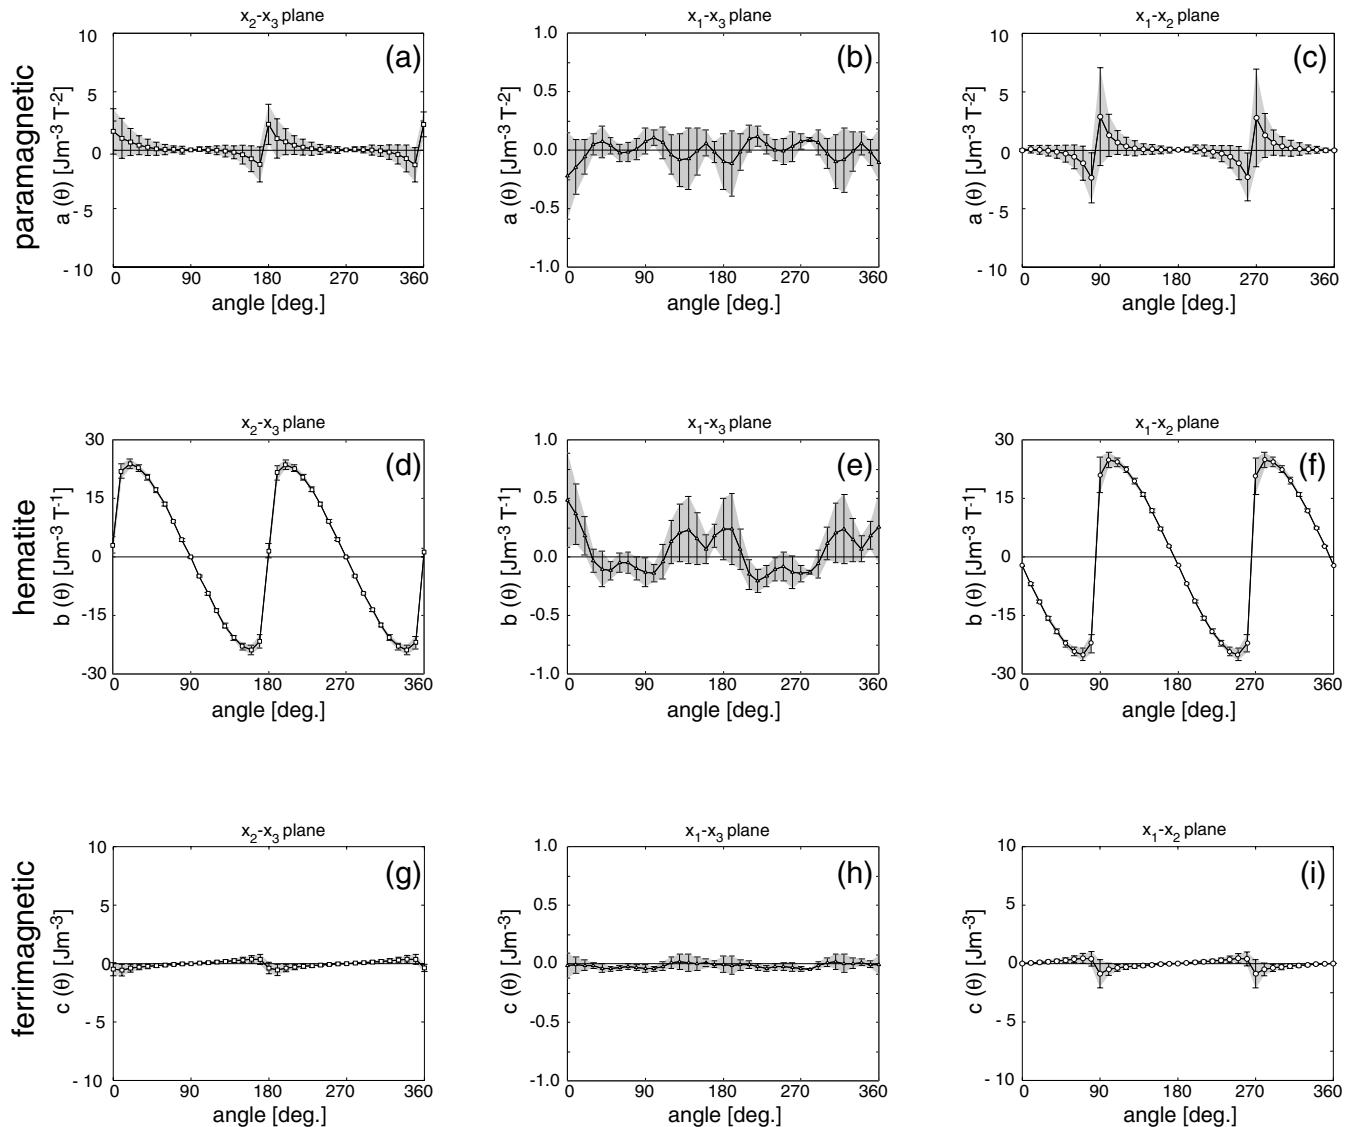 paramagnetic
x2-x3 plane
(a)
a (θ) [Jm-3 T-2]
10
5
0
- 5
- 10
0 90 180 270 360
angle [deg.]
x1-x3 plane
(b)
a (θ) [Jm-3 T-2]
1.0
0.5
0.0
-0.5
-1.0
0 90 180 270 360
angle [deg.]
x1-x2 plane
(c)
a (θ) [Jm-3 T-2]
10
5
0
- 5
- 10
0 90 180 270 360
angle [deg.]
hematite
x2-x3 plane
(d)
b (θ) [Jm-3 T-1]
30
15
0
-15
-30
0 90 180 270 360
angle [deg.]
x1-x3 plane
(e)
b (θ) [Jm-3 T-1]
1.0
0.5
0.0
-0.5
-1.0
0 90 180 270 360
angle [deg.]
x1-x2 plane
(f)
b (θ) [Jm-3 T-1]
30
15
0
-15
-30
0 90 180 270 360
angle [deg.]
ferrimagnetic
x2-x3 plane
(g)
c (θ) [Jm-3]
10
5
0
- 5
- 10
0 90 180 270 360
angle [deg.]
x1-x3 plane
(h)
c (θ) [Jm-3]
1.0
0.5
0.0
-0.5
-1.0
0 90 180 270 360
angle [deg.]
x1-x2 plane
(i)
c (θ) [Jm-3]
10
5
0
- 5
- 10
0 90 180 270 360
angle [deg.]